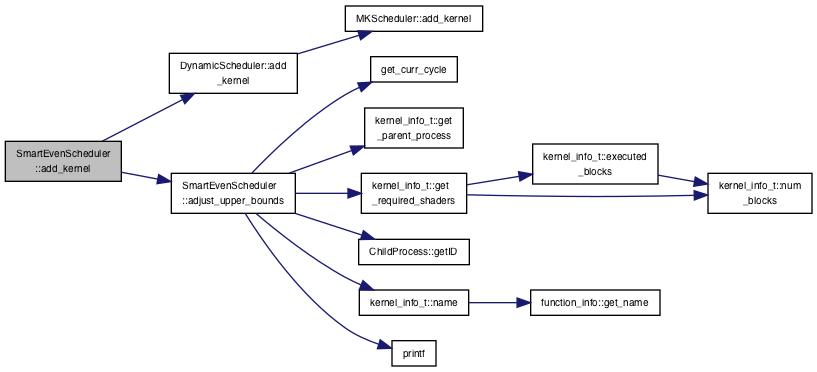 MKScheduler::add_kernel
DynamicScheduler::add
_kernel
get_curr_cycle
kernel_info_t::get
_parent_process
SmartEvenScheduler
::add_kernel
kernel_info_t::executed
_blocks
SmartEvenScheduler
::adjust_upper_bounds
kernel_info_t::get
_required_shaders
kernel_info_t::num
_blocks
ChildProcess::getID
kernel_info_t::name
function_info::get_name
printf